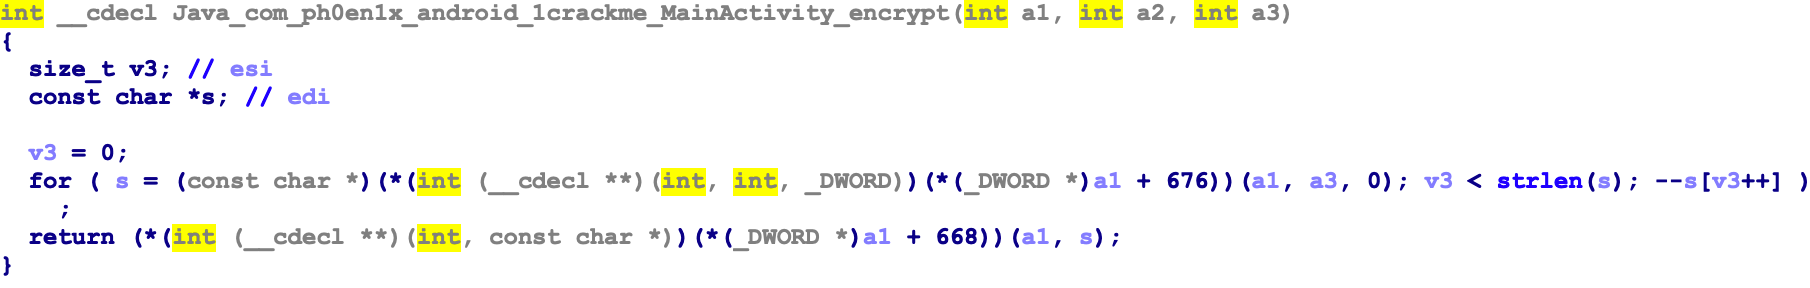 int __cdecl Java_com_ph0en1x_android_1crackme_MainActivity_encrypt(int a1, int a2, int a3)
{
  size_t v3; // esi
  const char *s; // edi

  v3 = 0;
  for ( s = (const char *)(*(int (__cdecl **)(int, int, _DWORD))(*(_DWORD *)a1 + 676))(a1, a3, 0); v3 < strlen(s); --s[v3++] )
    ;
  return (*(int (__cdecl **)(int, const char *))(*(_DWORD *)a1 + 668))(a1, s);
}